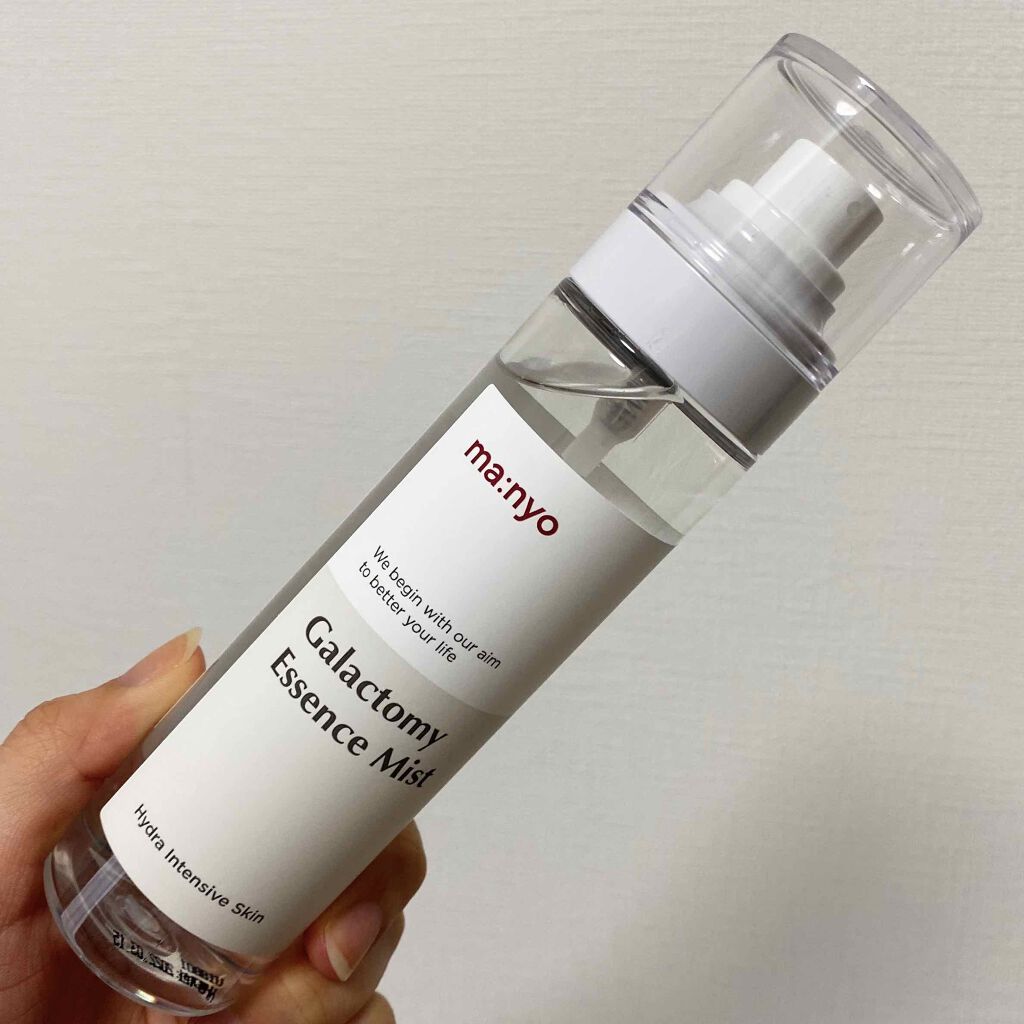 ma:nyo
We begin with our aim
to better your life
Galactomy
Essence Mist
Hydra Intensive Skin